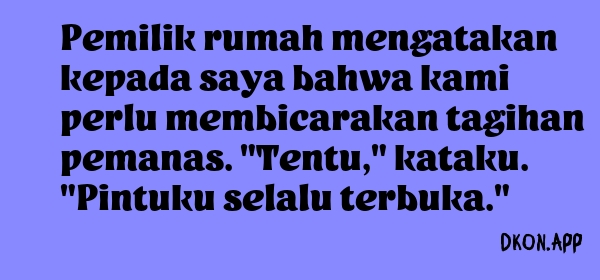 Pemilik rumah mengatakan
kepada saya bahwa kami
perlu membicarakan tagihan
pemanas. "Tentu," kataku.
"Pintuku selalu terbuka."
DKON.APP